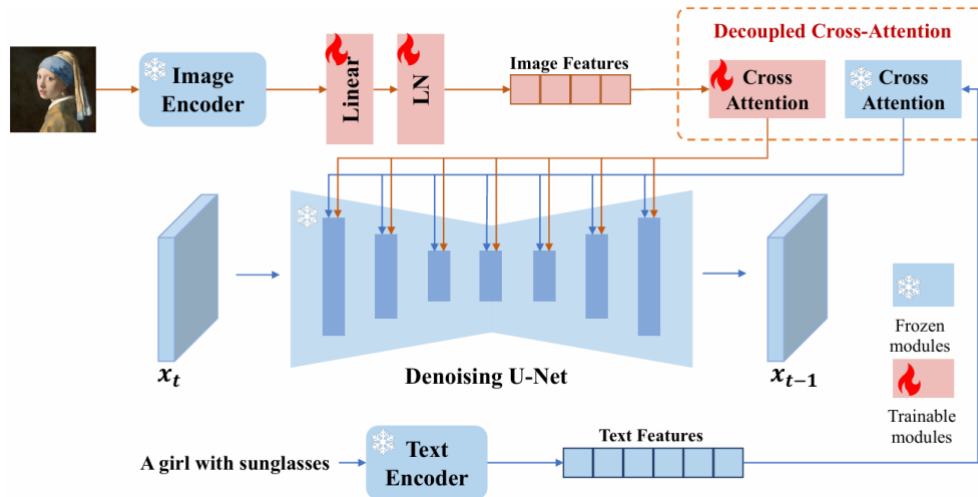 Decoupled Cross-Attention
Image
Encoder
Linear
LN
Image Features
Cross
Attention
Cross
Attention
x_t
Denoising U-Net
x_{t-1}
Frozen
modules
Trainable
modules
A girl with sunglasses
Text
Encoder
Text Features